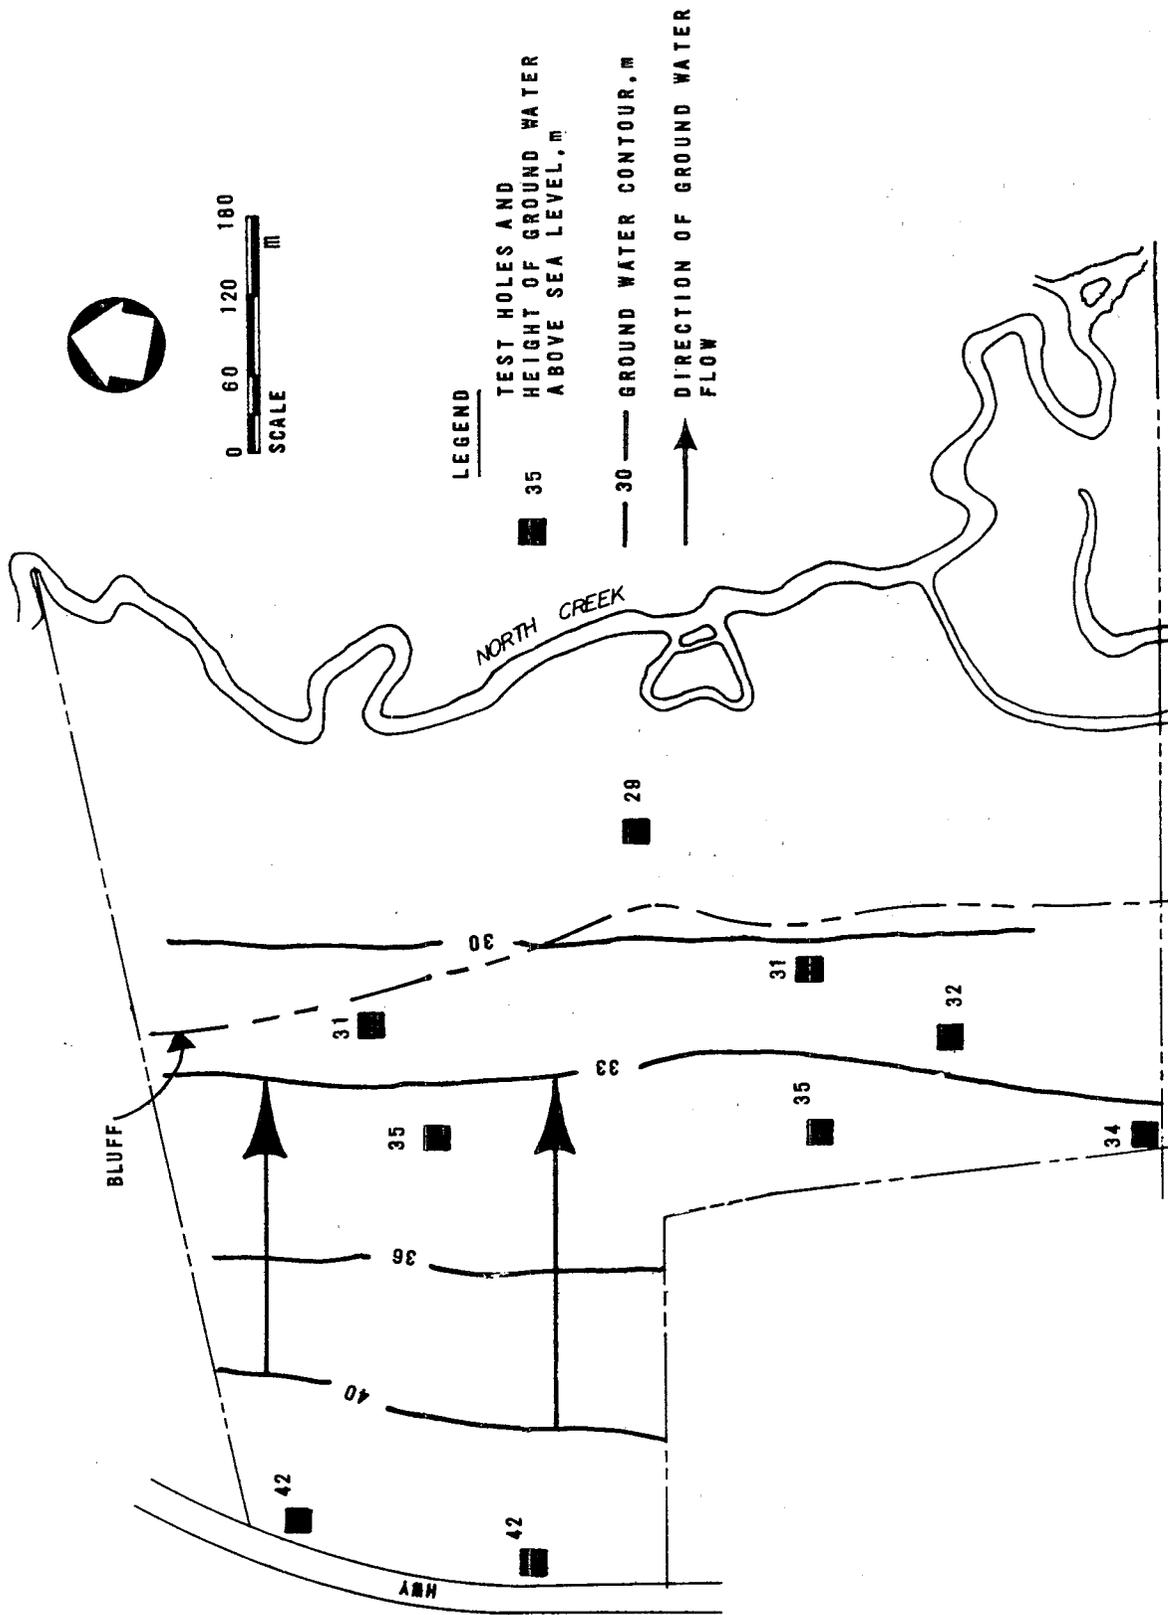 0 60 120 180
m
SCALE
LEGEND
35
TEST HOLES AND
HEIGHT OF GROUND WATER
ABOVE SEA LEVEL, m
30
GROUND WATER CONTOUR, m
DIRECTION OF GROUND WATER
FLOW
NORTH CREEK
29
30
31
31
32
33
BLUFF
35
35
34
36
40
42
42
HWY